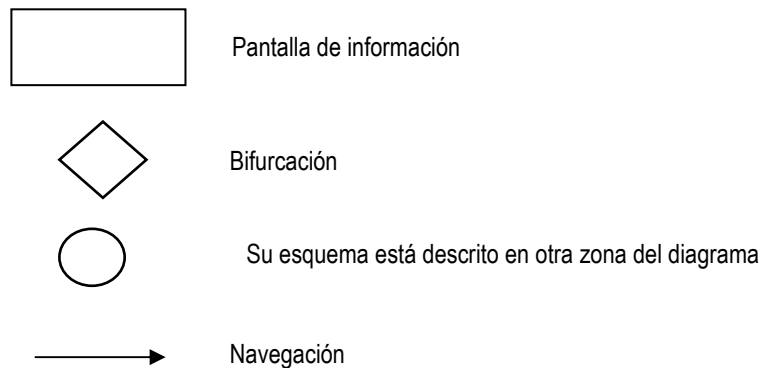 Pantalla de información
Bifurcación
Su esquema está descrito en otra zona del diagrama
Navegación